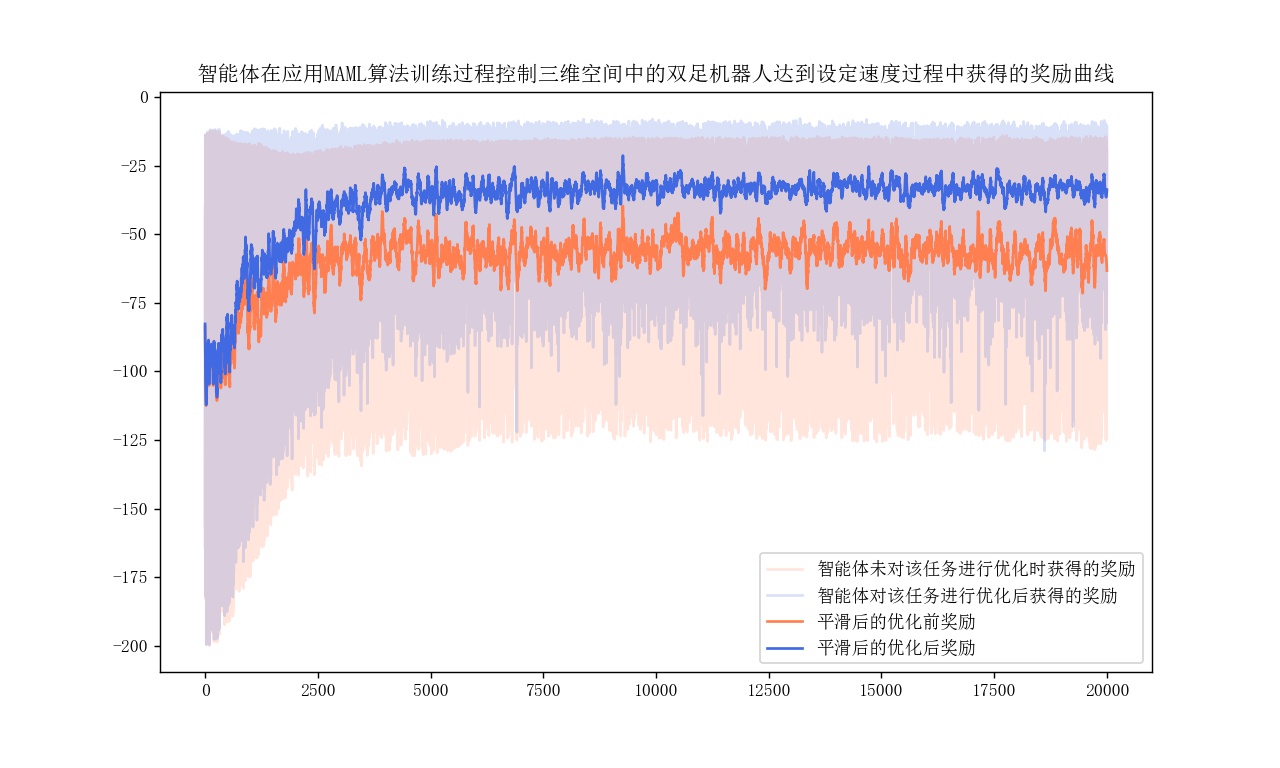 智能体在应用MAML算法训练过程控制三维空间中的双足机器人达到设定速度过程中获得的奖励曲线
0
−25
−50
−75
−100
−125
−150
−175
−200
智能体未对该任务进行优化时获得的奖励
智能体对该任务进行优化后获得的奖励
平滑后的优化前奖励
平滑后的优化后奖励
0 2500 5000 7500 10000 12500 15000 17500 20000